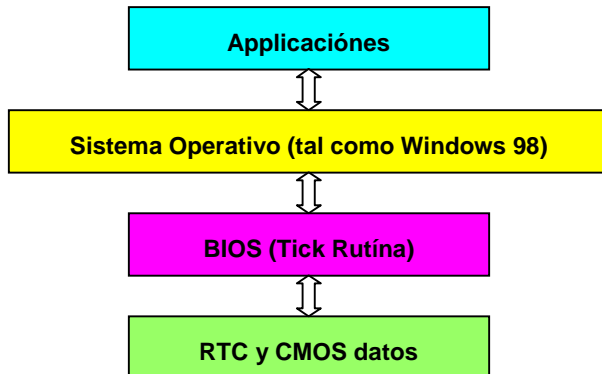 Applicaciónes
Sistema Operativo (tal como Windows 98)
BIOS (Tick Rutína)
RTC y CMOS datos